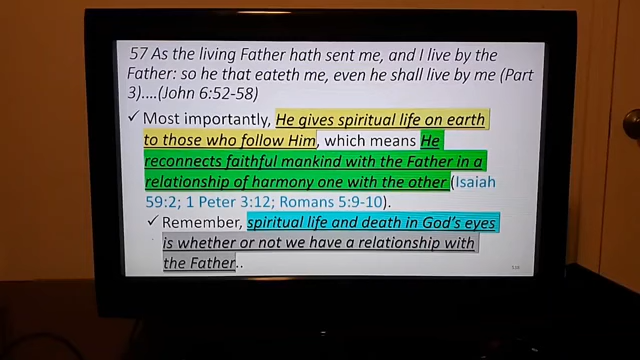 57 As the living Father hath sent me, and I live by the
Father: so he that eateth me, even he shall live by me (Part
3)....(John 6:52-58)
✓ Most importantly, He gives spiritual life on earth
to those who follow Him, which means He
reconnects faithful mankind with the Father in a
relationship of harmony one with the other (Isaiah
59:2; 1 Peter 3:12; Romans 5:9-10).
✓ Remember, spiritual life and death in God's eyes
is whether or not we have a relationship with
the Father..